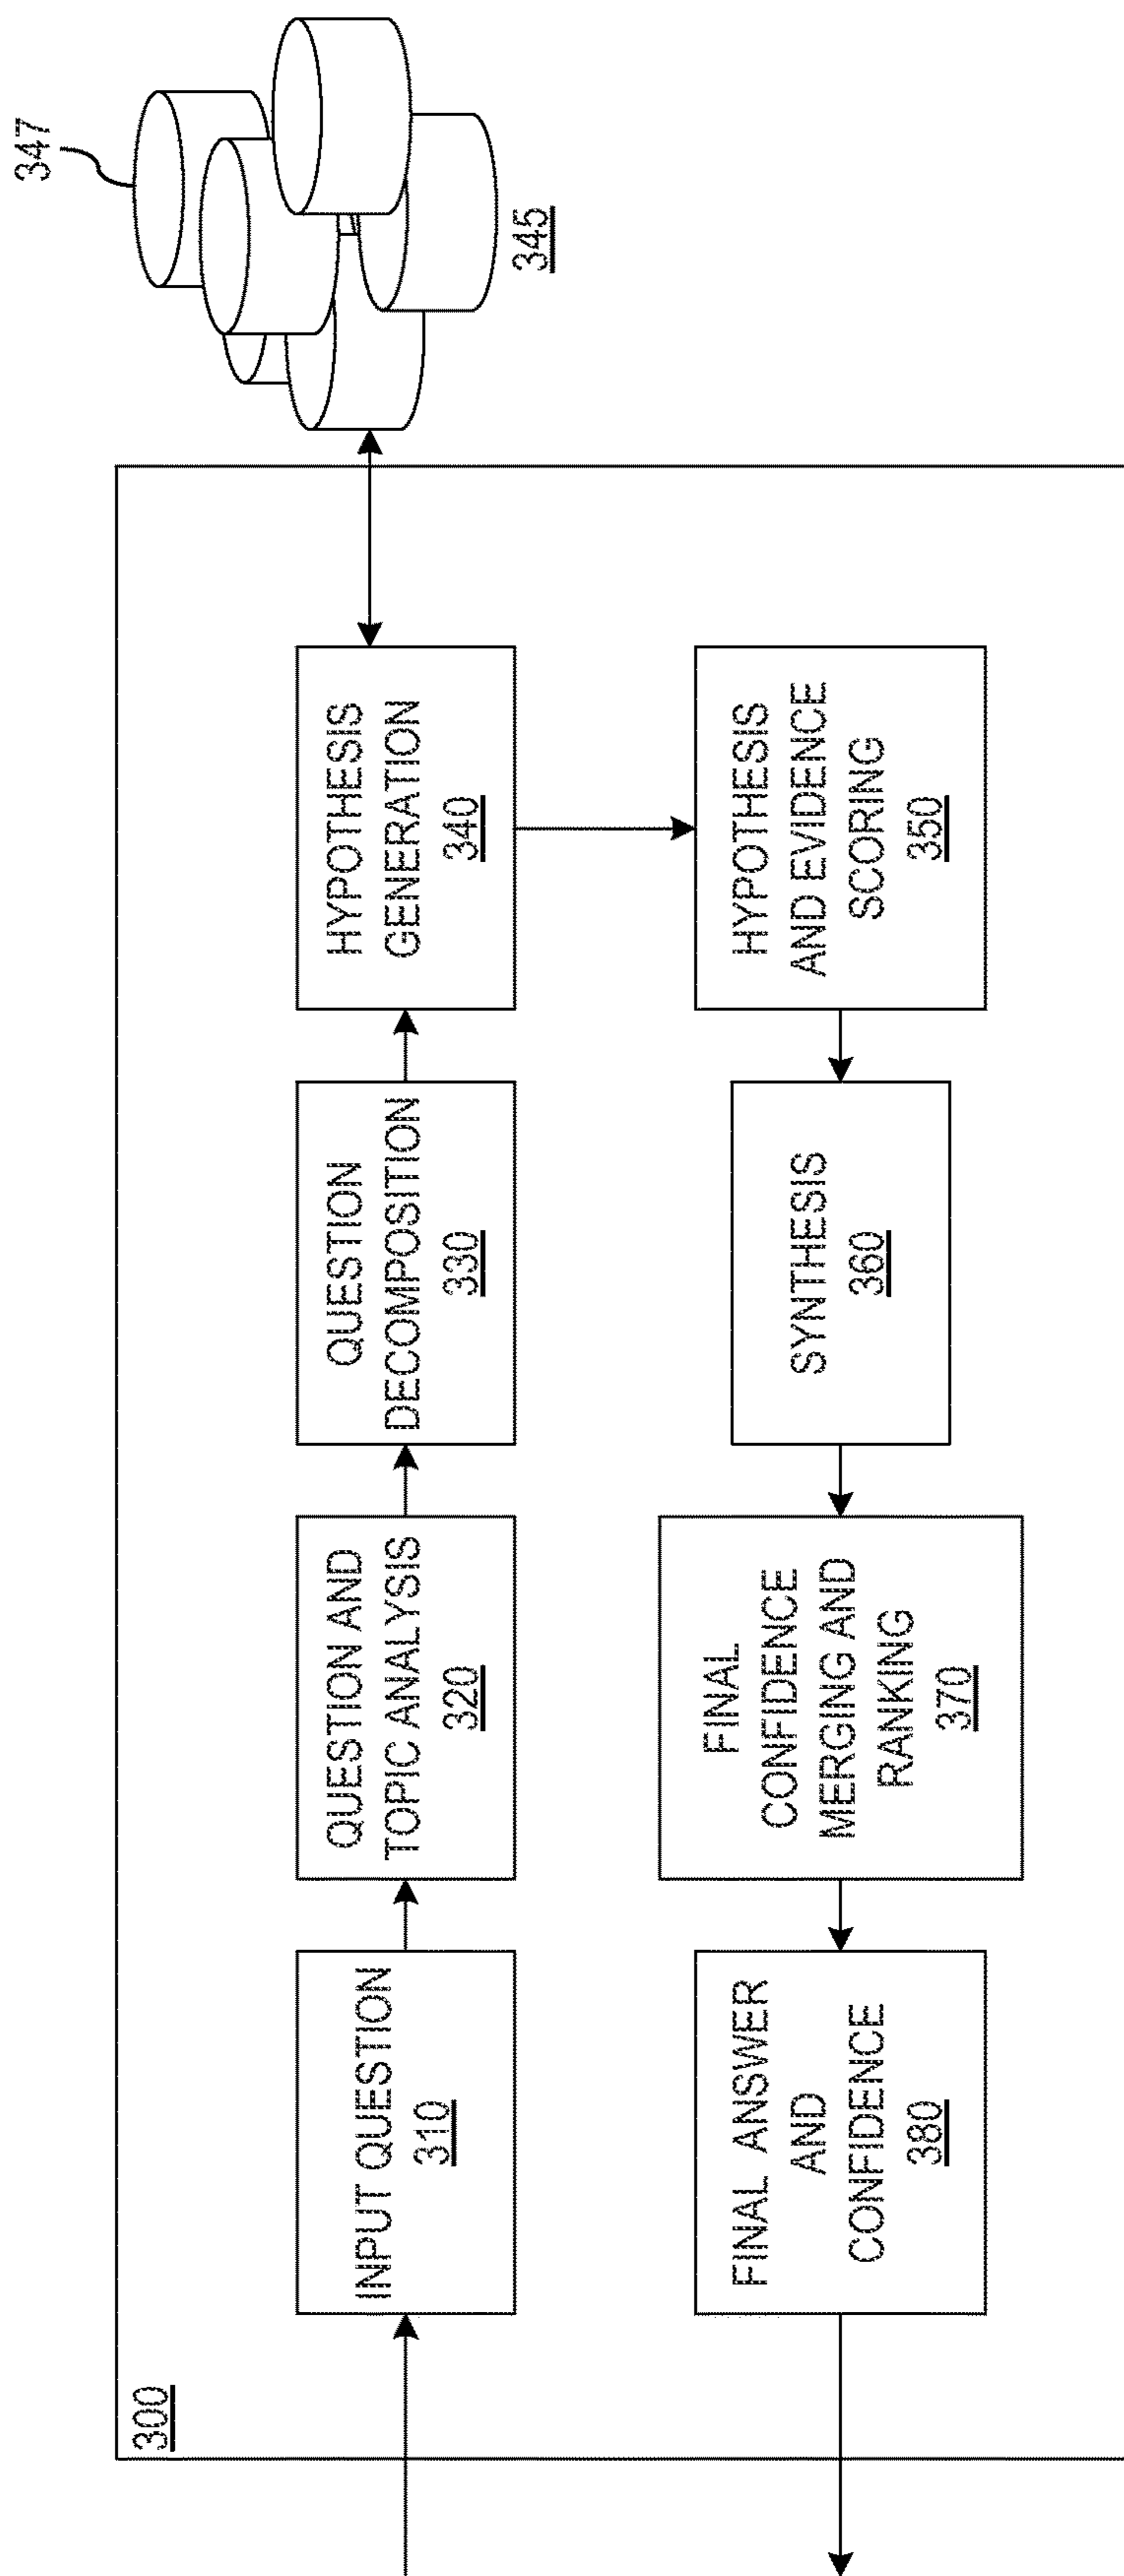 300
347
345
INPUT QUESTION
310
QUESTION AND
TOPIC ANALYSIS
320
QUESTION
DECOMPOSITION
330
HYPOTHESIS
GENERATION
340
HYPOTHESIS
AND EVIDENCE
SCORING
350
SYNTHESIS
360
FINAL
CONFIDENCE
MERGING AND
RANKING
370
FINAL ANSWER
AND
CONFIDENCE
380